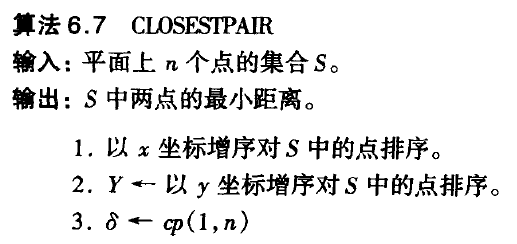 算法 6.7 CLOSESTPAIR
输入：平面上 n 个点的集合 S。
输出：S 中两点的最小距离。
1. 以 x 坐标增序对 S 中的点排序。
2. Y ← 以 y 坐标增序对 S 中的点排序。
3. δ ← cp(1,n)